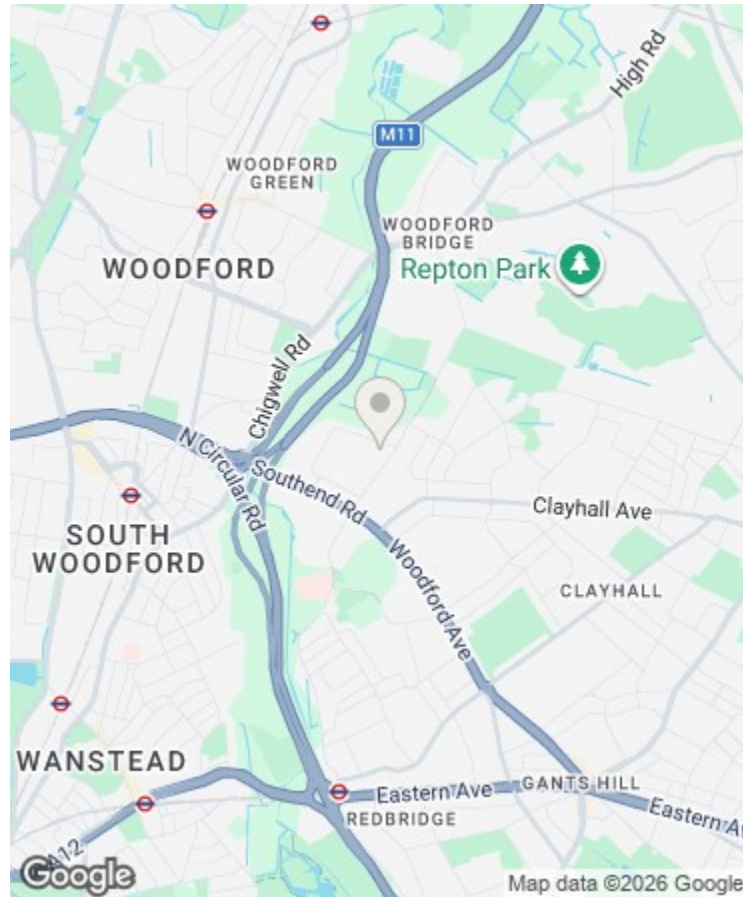 High Rd
M11
WOODFORD
GREEN
WOODFORD
BRIDGE
WOODFORD
Repton Park
Chigwell Rd
N Circular Rd
Southend Rd
Clayhall Ave
SOUTH
WOODFORD
Woodford Ave
CLAYHALL
WANSTEAD
Eastern Ave
GANTS HILL
Eastern Av
REDBRIDGE
A12
Google
Map data ©2026 Google